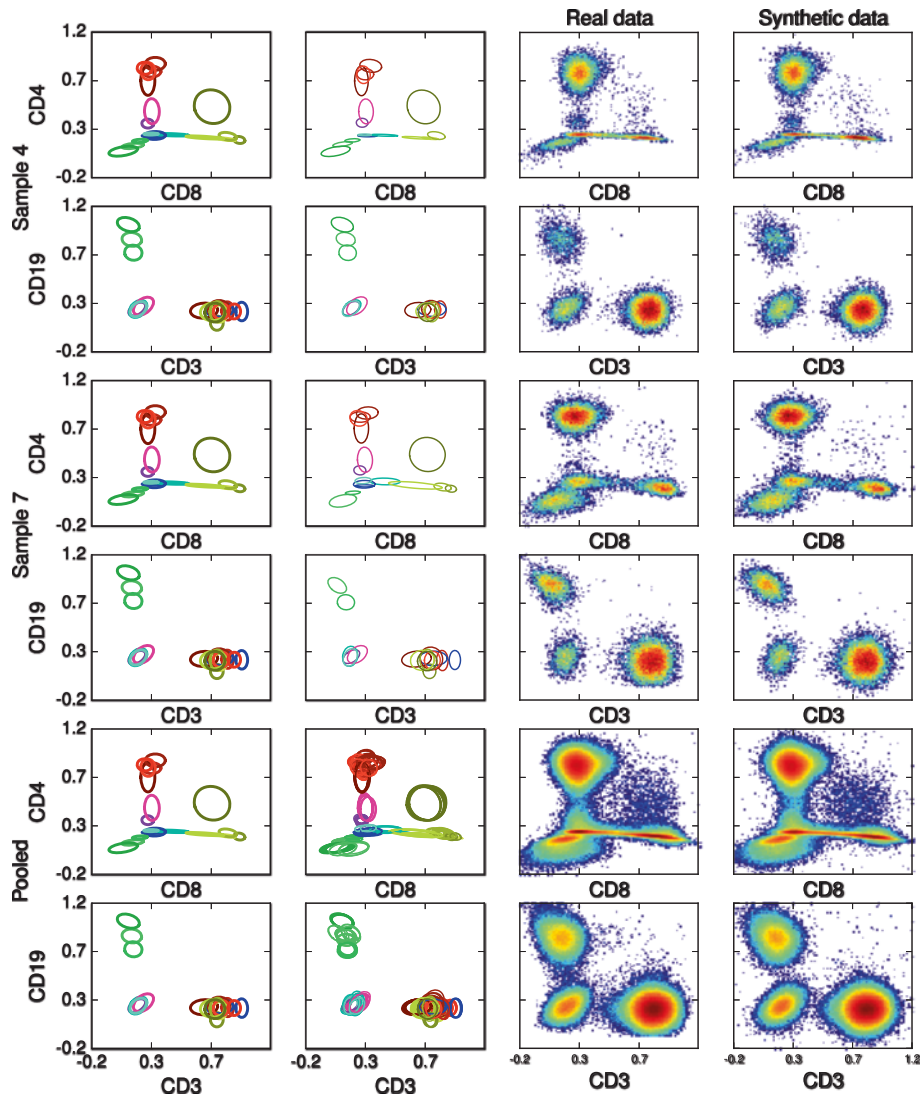 Real data Synthetic data
Sample 4
CD4
1.2
0.7
0.3
-0.2
CD8 CD8 CD8 CD8
CD19
1.2
0.7
0.3
-0.2
CD3 CD3 CD3 CD3
Sample 7
CD4
1.2
0.7
0.3
-0.2
CD8 CD8 CD8 CD8
CD19
1.2
0.7
0.3
-0.2
CD3 CD3 CD3 CD3
Pooled
CD4
1.2
0.7
0.3
-0.2
CD8 CD8 CD8 CD8
CD19
1.2
0.7
0.3
-0.2
0.3 0.7 0.3 0.7 -0.2 0.3 0.7 -0.2 0.3 0.7 1.2
CD3 CD3 CD3 CD3